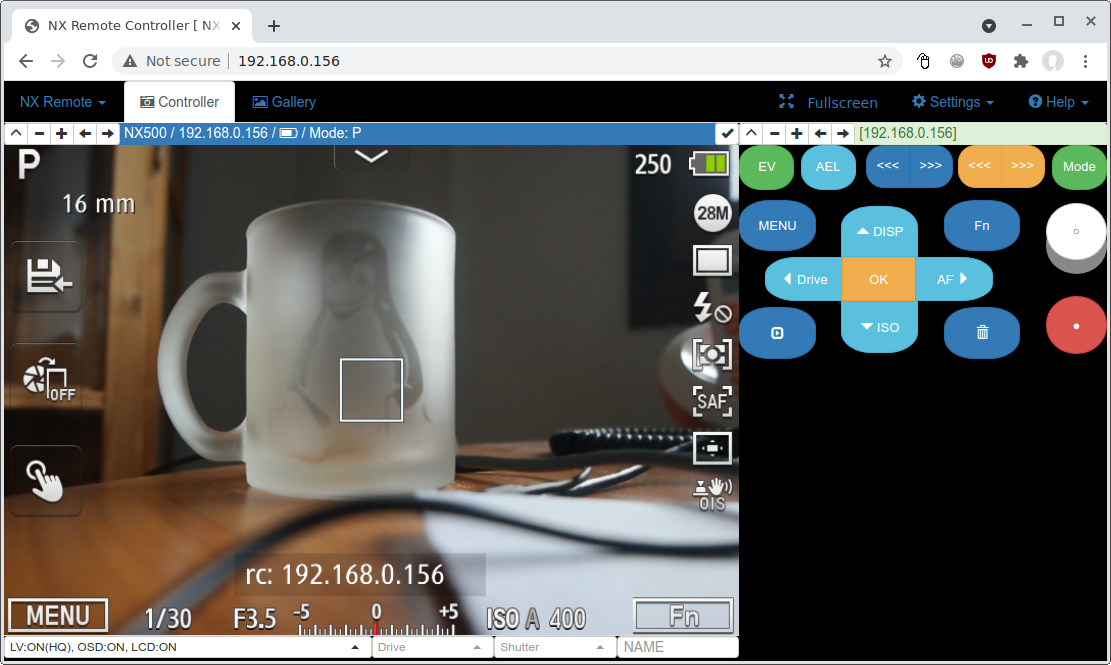 NX Remote Controller [ NX
Not secure
192.168.0.156
NX Remote
Controller
Gallery
Fullscreen
Settings
Help
NX500 / 192.168.0.156 / / Mode: P
[192.168.0.156]
P
16 mm
250
28M
OFF
SAF
OIS
rc: 192.168.0.156
MENU
1/30
F3.5
-5 0 +5
ISO A 400
Fn
LV:ON(HQ), OSD:ON, LCD:ON
Drive
Shutter
NAME
EV
AEL
<<< >>>
<<< >>>
Mode
MENU
DISP
Fn
Drive
OK
AF
ISO